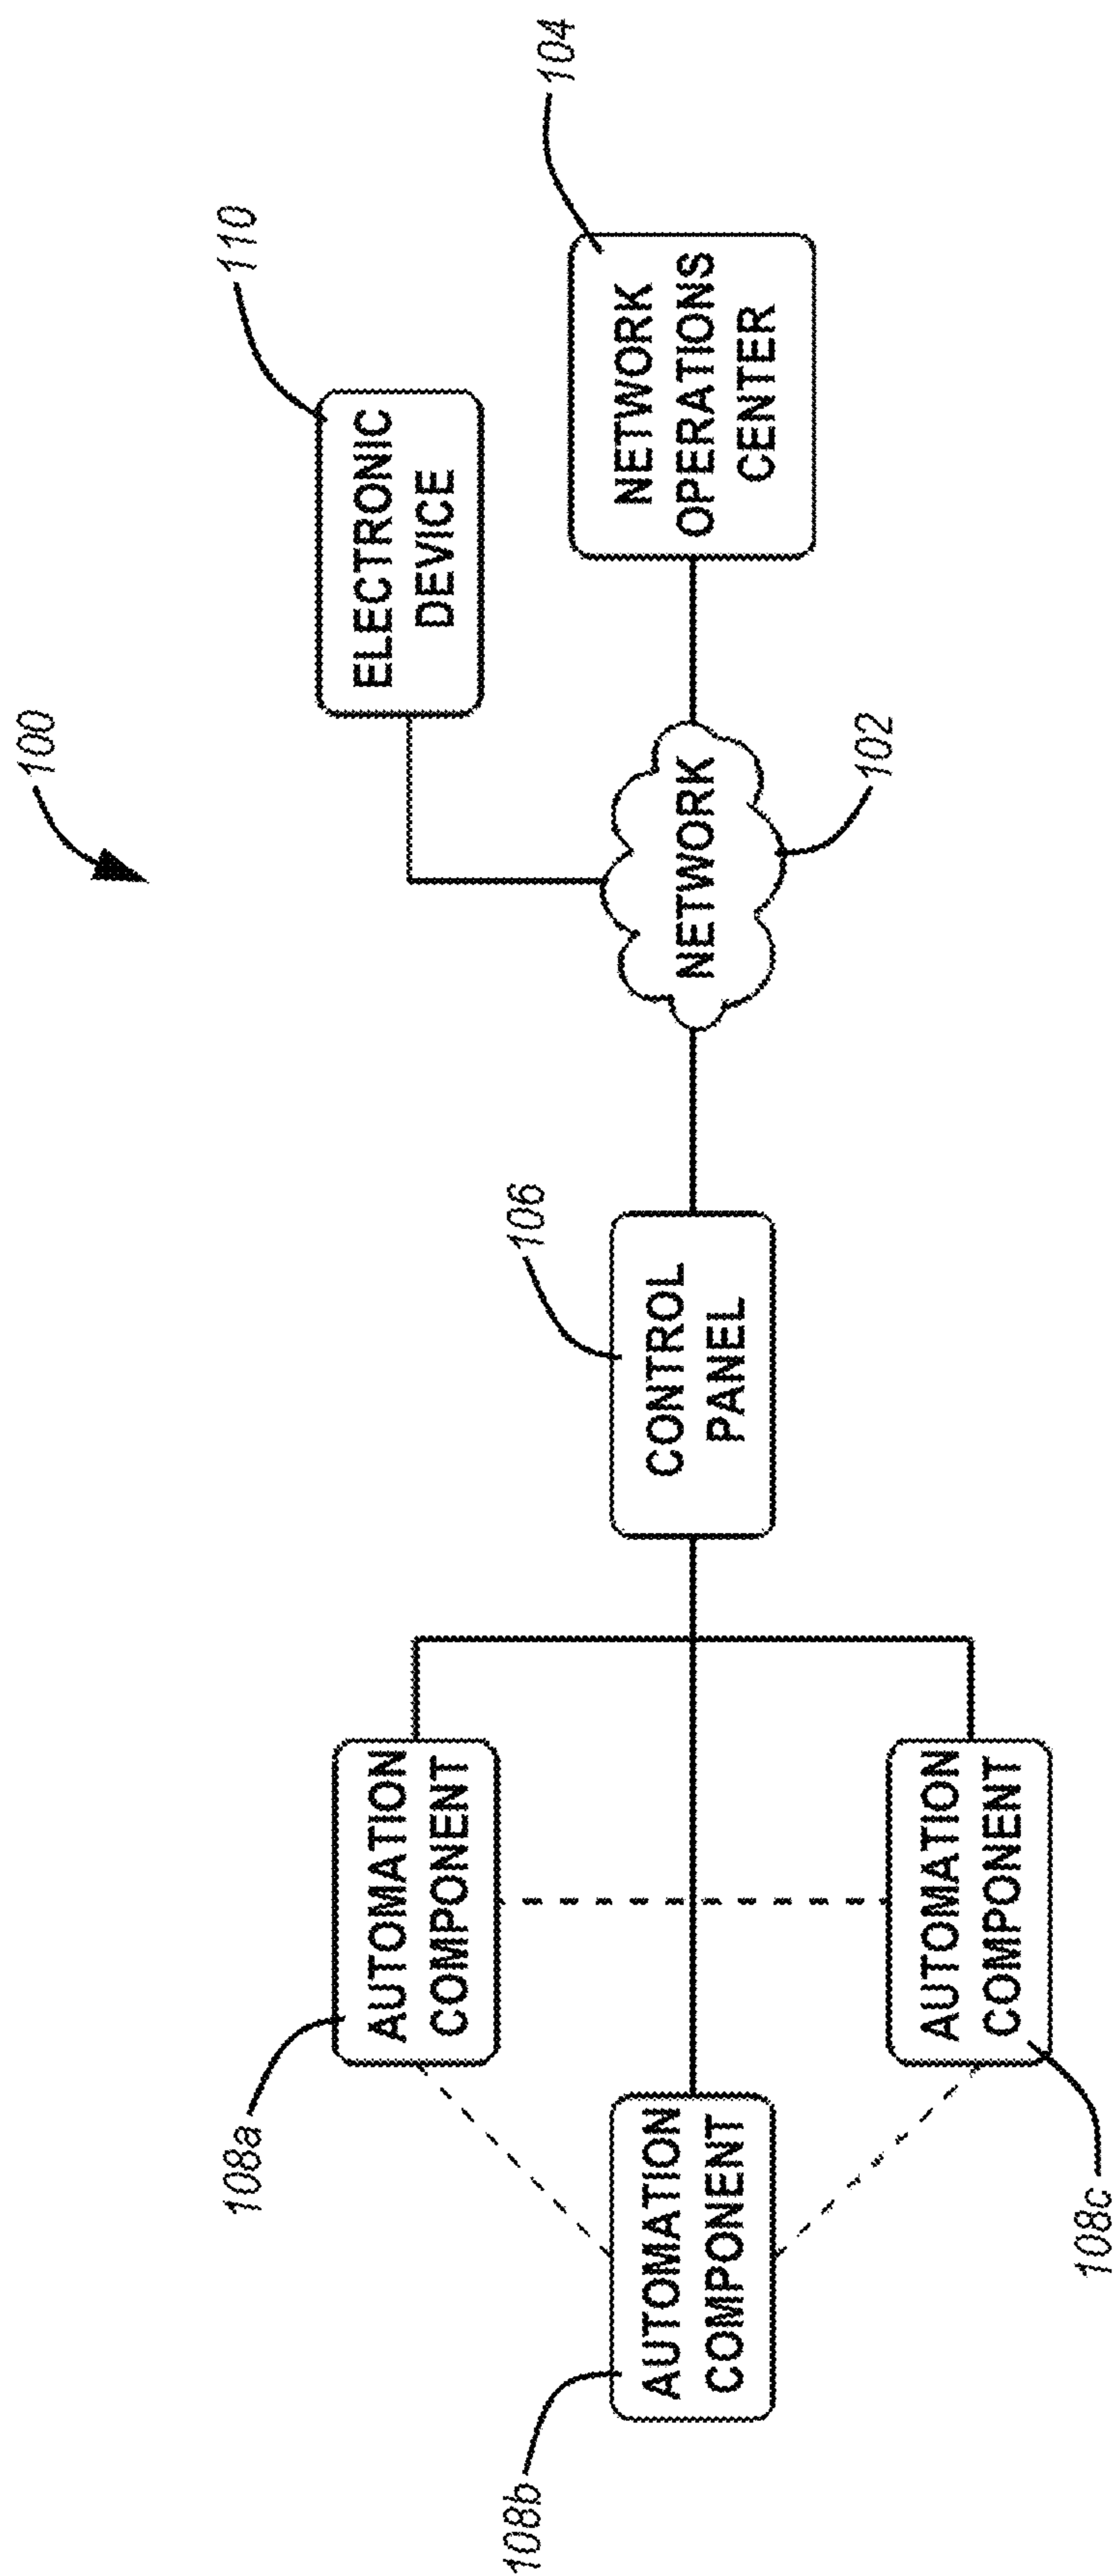 100
110
ELECTRONIC
DEVICE
104
NETWORK
OPERATIONS
CENTER
NETWORK
102
106
CONTROL
PANEL
108a
AUTOMATION
COMPONENT
108b
AUTOMATION
COMPONENT
108c
AUTOMATION
COMPONENT